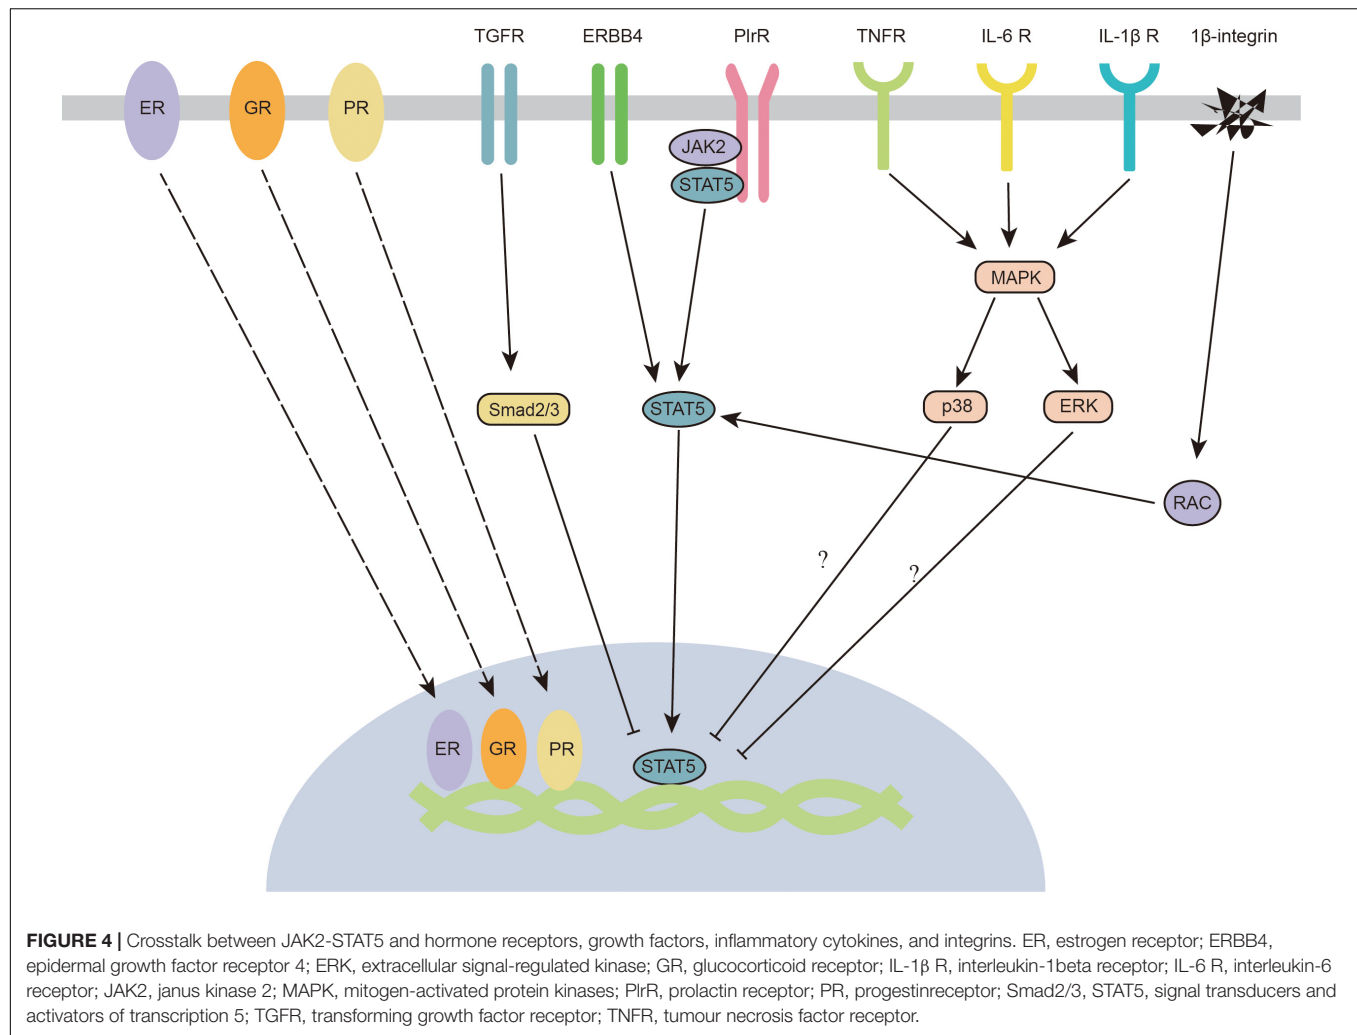 TGFR ERBB4 PlrR TNFR IL-6 R IL-1β R 1β-integrin
ER GR PR
JAK2
STAT5
MAPK
Smad2/3 STAT5 p38 ERK
RAC
? ?
ER GR PR STAT5
FIGURE 4 | Crosstalk between JAK2-STAT5 and hormone receptors, growth factors, inflammatory cytokines, and integrins. ER, estrogen receptor; ERBB4,
epidermal growth factor receptor 4; ERK, extracellular signal-regulated kinase; GR, glucocorticoid receptor; IL-1β R, interleukin-1beta receptor; IL-6 R, interleukin-6
receptor; JAK2, janus kinase 2; MAPK, mitogen-activated protein kinases; PlrR, prolactin receptor; PR, progestinreceptor; Smad2/3, STAT5, signal transducers and
activators of transcription 5; TGFR, transforming growth factor receptor; TNFR, tumour necrosis factor receptor.